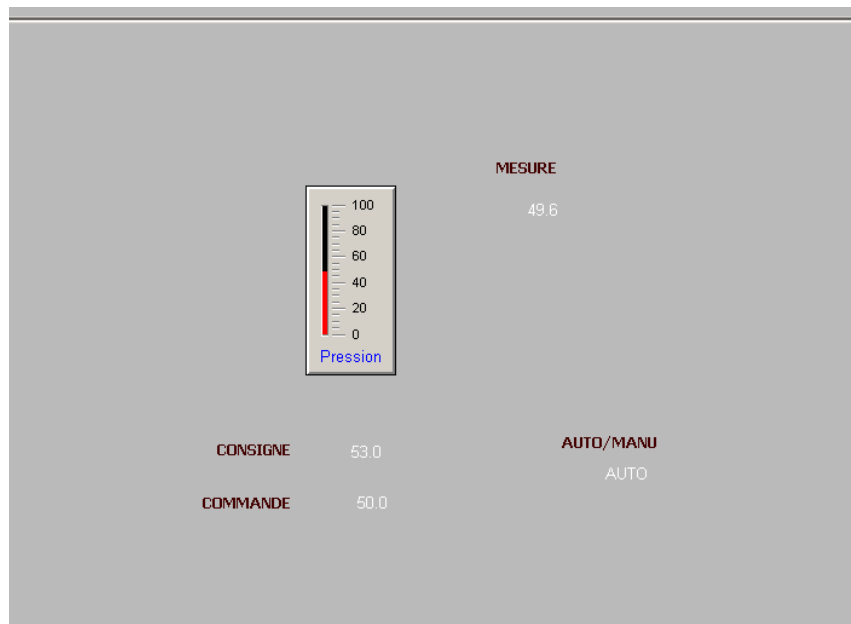 MESURE
49.6
100
80
60
40
20
0
Pression
CONSIGNE 53.0
AUTO/MANU
AUTO
COMMANDE 50.0